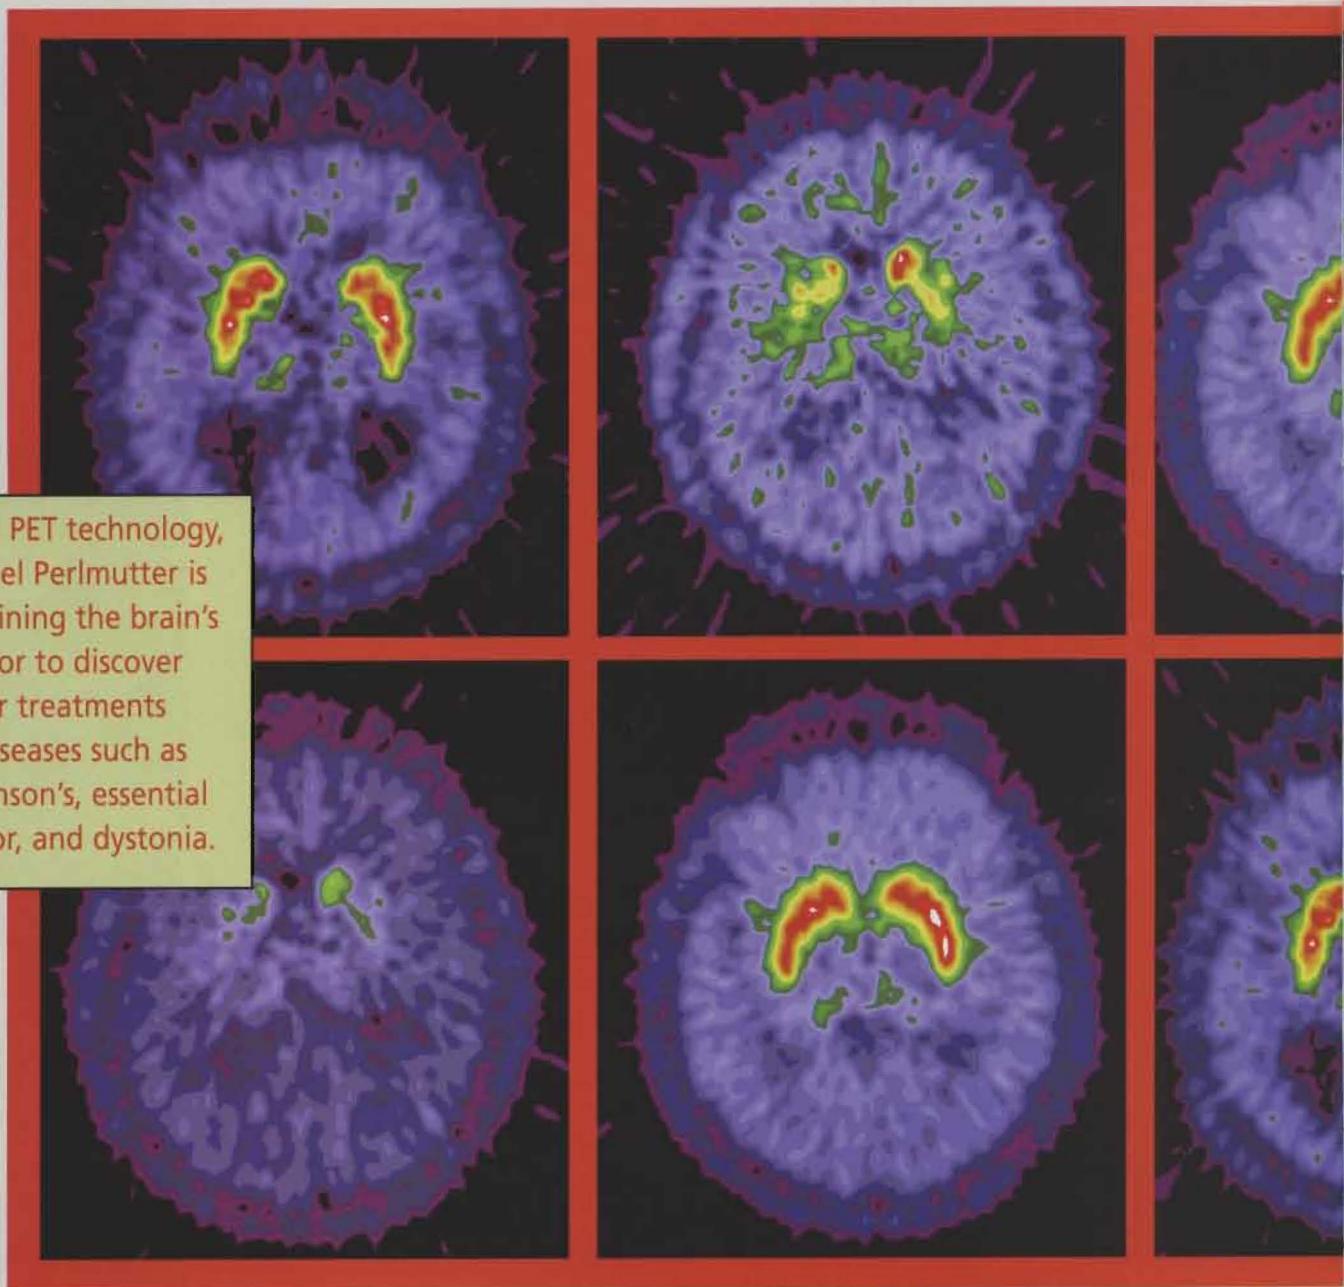 PET technology,
el Perlmutter is
ining the brain's
or to discover
r treatments
seases such as
nson's, essential
or, and dystonia.